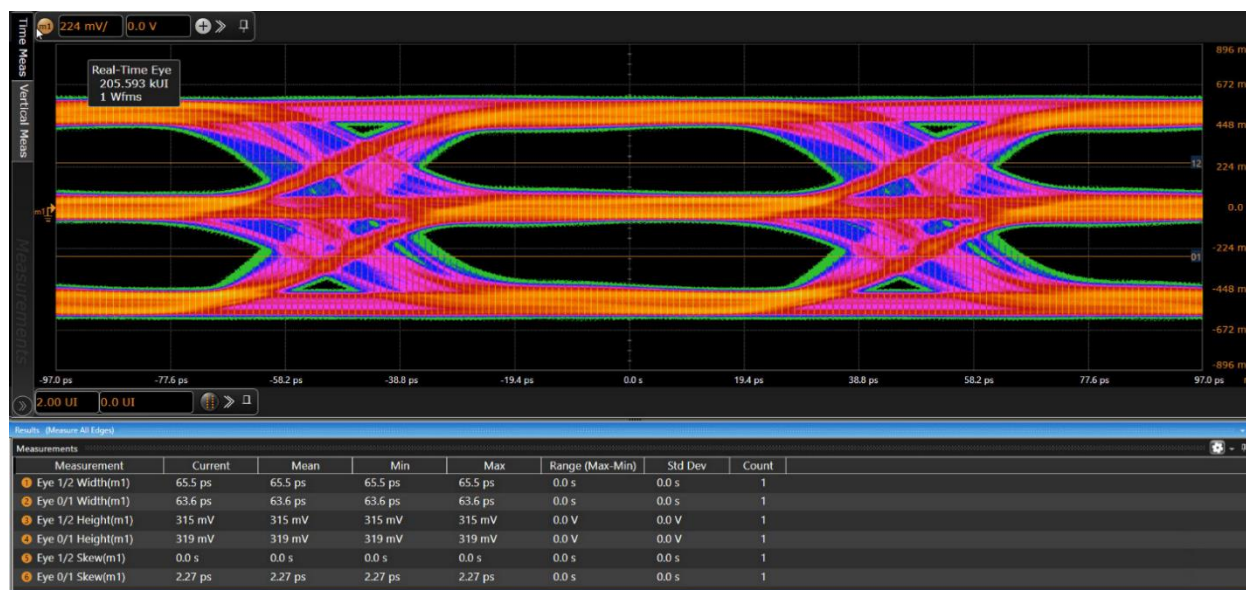 Time Meas
Vertical Meas
Measurements
m1 224 mV/ 0.0 V
Real-Time Eye
205.593 kUI
1 Wfms
896 m
672 m
448 m
12
224 m
m1
0.0
-224 m
01
-448 m
-672 m
-896 m
-97.0 ps -77.6 ps -58.2 ps -38.8 ps -19.4 ps 0.0 s 19.4 ps 38.8 ps 58.2 ps 77.6 ps 97.0 ps
2.00 UI 0.0 UI
Results (Measure All Edges)
Measurements
Measurement Current Mean Min Max Range (Max-Min) Std Dev Count
1 Eye 1/2 Width(m1) 65.5 ps 65.5 ps 65.5 ps 65.5 ps 0.0 s 0.0 s 1
2 Eye 0/1 Width(m1) 63.6 ps 63.6 ps 63.6 ps 63.6 ps 0.0 s 0.0 s 1
3 Eye 1/2 Height(m1) 315 mV 315 mV 315 mV 315 mV 0.0 V 0.0 V 1
4 Eye 0/1 Height(m1) 319 mV 319 mV 319 mV 319 mV 0.0 V 0.0 V 1
5 Eye 1/2 Skew(m1) 0.0 s 0.0 s 0.0 s 0.0 s 0.0 s 0.0 s 1
6 Eye 0/1 Skew(m1) 2.27 ps 2.27 ps 2.27 ps 2.27 ps 0.0 s 0.0 s 1